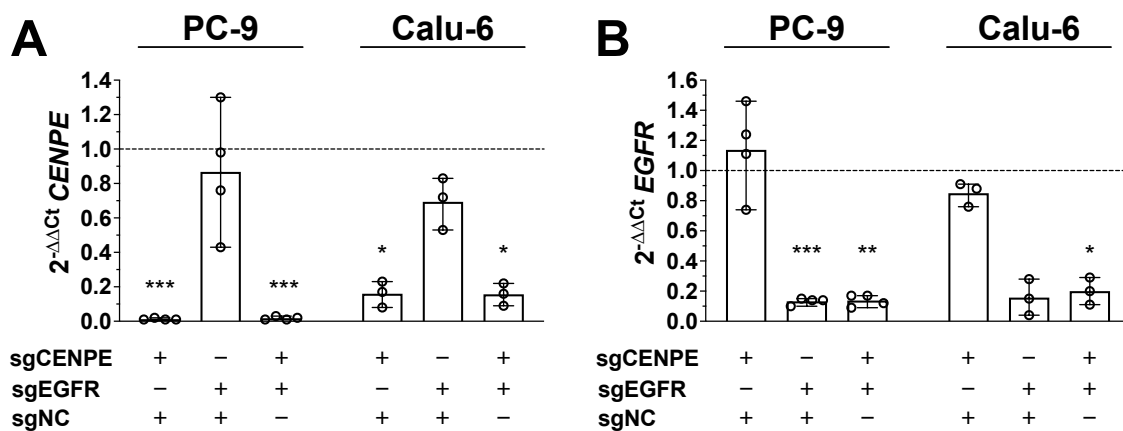 A
PC-9
Calu-6
2-ΔΔCt CENPE
1.4
1.2
1.0
0.8
0.6
0.4
0.2
0.0
***
***
*
*
sgCENPE + − + + − +
sgEGFR − + + − + +
sgNC + + − + + −
B
PC-9
Calu-6
2-ΔΔCt EGFR
1.6
1.4
1.2
1.0
0.8
0.6
0.4
0.2
0.0
***
**
*
sgCENPE + − + + − +
sgEGFR − + + − + +
sgNC + + − + + −